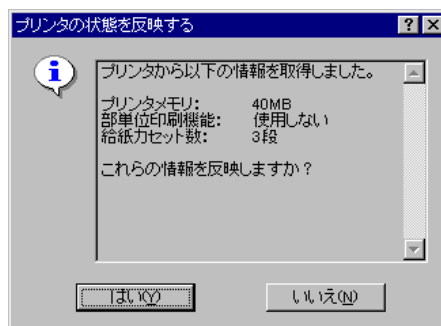 プリンタの状態を反映する
プリンタから以下の情報を取得しました。
プリンタメモリ: 40MB
部単位印刷機能: 使用しない
給紙カセット数: 3段
これらの情報を反映しますか?
はい(Y)
いいえ(N)